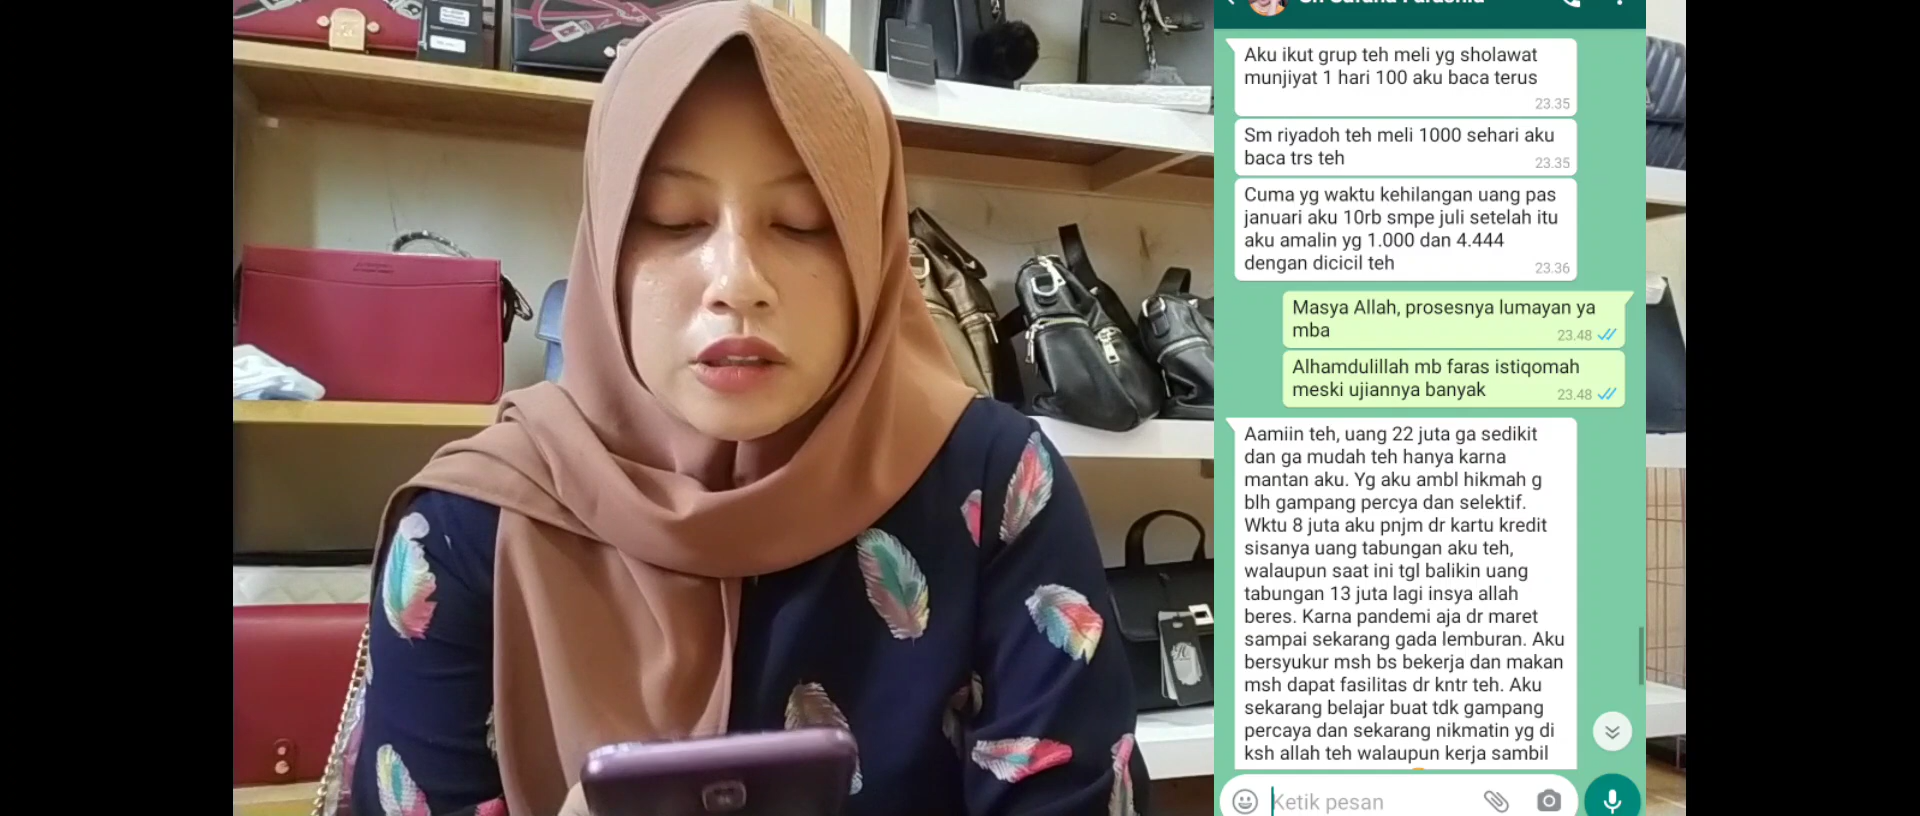 Aku ikut grup teh meli yg sholawat
munjiyat 1 hari 100 aku baca terus
23.35
Sm riyadoh teh meli 1000 sehari aku
baca trs teh
23.35
Cuma yg waktu kehilangan uang pas
januari aku 10rb smpe juli setelah itu
aku amalin yg 1.000 dan 4.444
dengan dicicil teh
23.36
Masya Allah, prosesnya lumayan ya
mba
23.48
Alhamdulillah mb faras istiqomah
meski ujiannya banyak
23.48
Aamiin teh, uang 22 juta ga sedikit
dan ga mudah teh hanya karna
mantan aku. Yg aku ambl hikmah g
blh gampang percya dan selektif.
Wktu 8 juta aku pnjm dr kartu kredit
sisanya uang tabungan aku teh,
walaupun saat ini tgl balikin uang
tabungan 13 juta lagi insya allah
beres. Karna pandemi aja dr maret
sampai sekarang gada lemburan. Aku
bersyukur msh bs bekerja dan makan
msh dapat fasilitas dr kntr teh. Aku
sekarang belajar buat tdk gampang
percaya dan sekarang nikmatin yg di
ksh allah teh walaupun kerja sambil
Ketik pesan